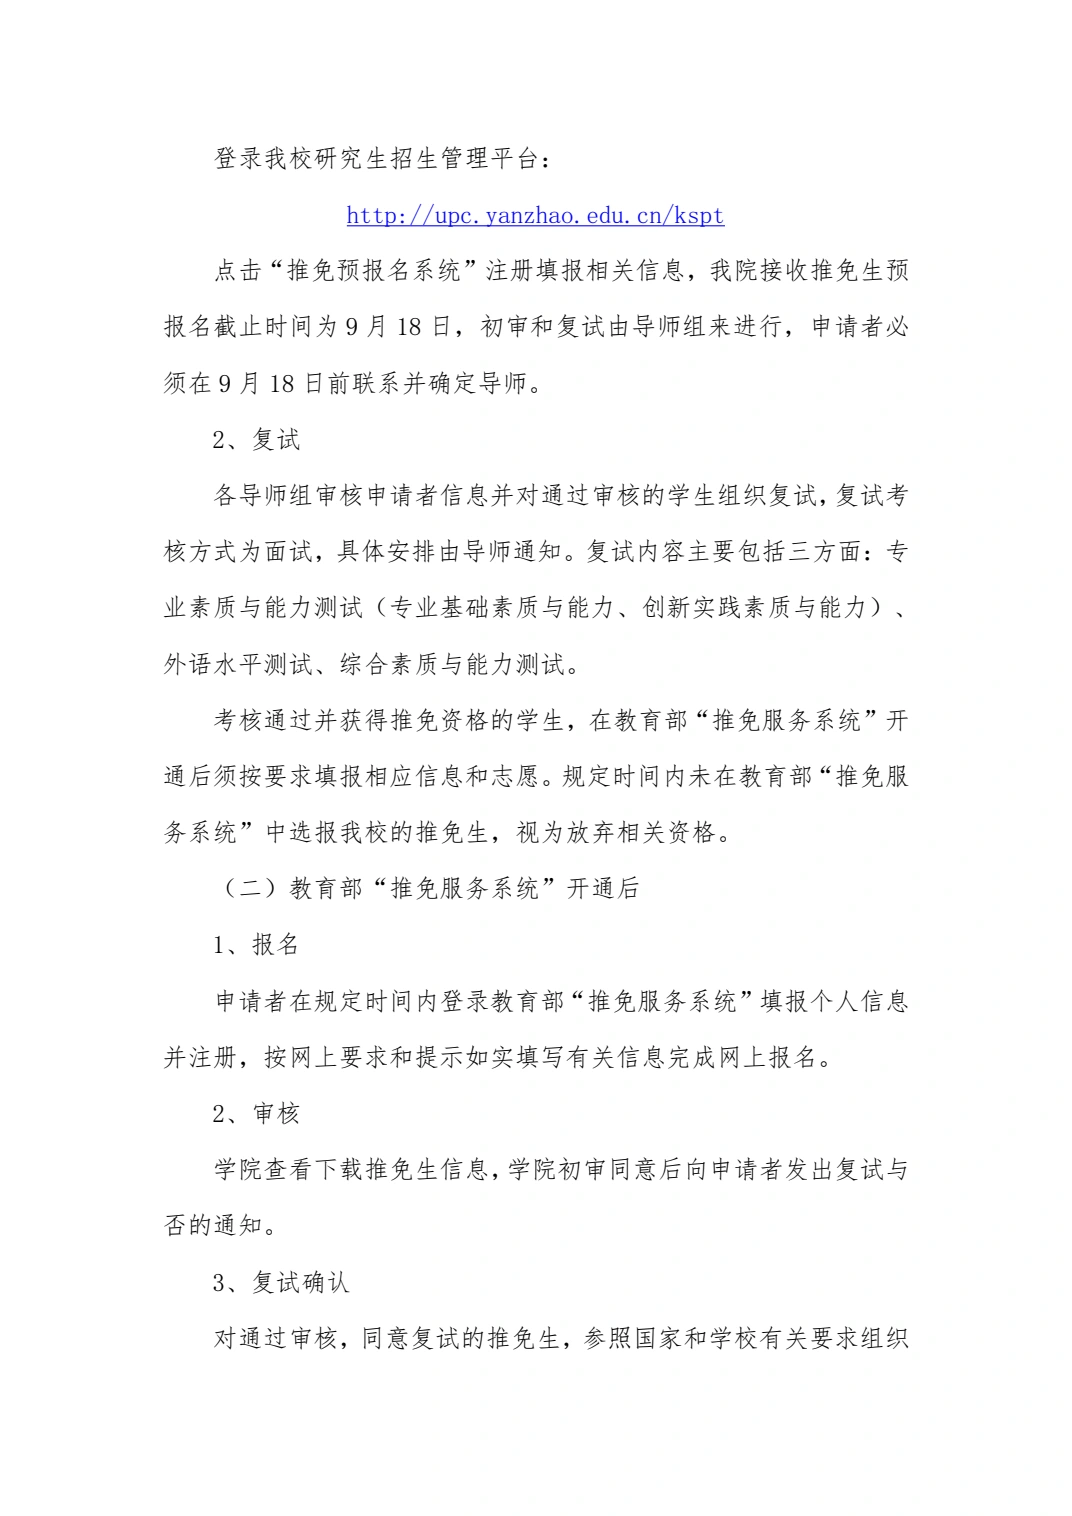 登录我校研究生招生管理平台：
http://upc.yanzhao.edu.cn/kspt
点击“推免预报名系统”注册填报相关信息，我院接收推免生预
报名截止时间为 9 月 18 日，初审和复试由导师组来进行，申请者必
须在 9 月 18 日前联系并确定导师。
2、复试
各导师组审核申请者信息并对通过审核的学生组织复试，复试考
核方式为面试，具体安排由导师通知。复试内容主要包括三方面：专
业素质与能力测试（专业基础素质与能力、创新实践素质与能力）、
外语水平测试、综合素质与能力测试。
考核通过并获得推免资格的学生，在教育部“推免服务系统”开
通后须按要求填报相应信息和志愿。规定时间内未在教育部“推免服
务系统”中选报我校的推免生，视为放弃相关资格。
（二）教育部“推免服务系统”开通后
1、报名
申请者在规定时间内登录教育部“推免服务系统”填报个人信息
并注册，按网上要求和提示如实填写有关信息完成网上报名。
2、审核
学院查看下载推免生信息，学院初审同意后向申请者发出复试与
否的通知。
3、复试确认
对通过审核，同意复试的推免生，参照国家和学校有关要求组织